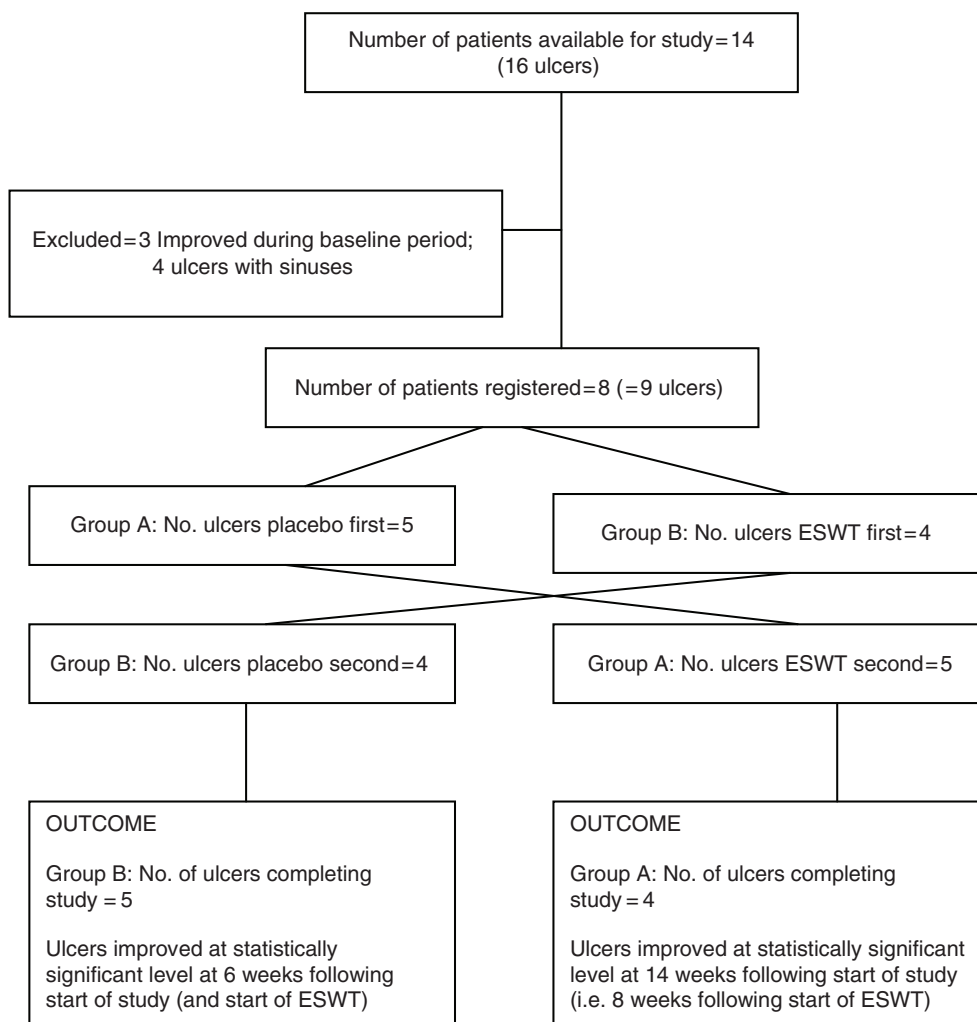 Number of patients available for study=14
(16 ulcers)
Excluded=3 Improved during baseline period;
4 ulcers with sinuses
Number of patients registered=8 (=9 ulcers)
Group A: No. ulcers placebo first=5
Group B: No. ulcers ESWT first=4
Group B: No. ulcers placebo second=4
Group A: No. ulcers ESWT second=5
OUTCOME
Group B: No. of ulcers completing
study=5
Ulcers improved at statistically
significant level at 6 weeks following
start of study (and start of ESWT)
OUTCOME
Group A: No. of ulcers completing
study=4
Ulcers improved at statistically significant
level at 14 weeks following start of study
(i.e. 8 weeks following start of ESWT)